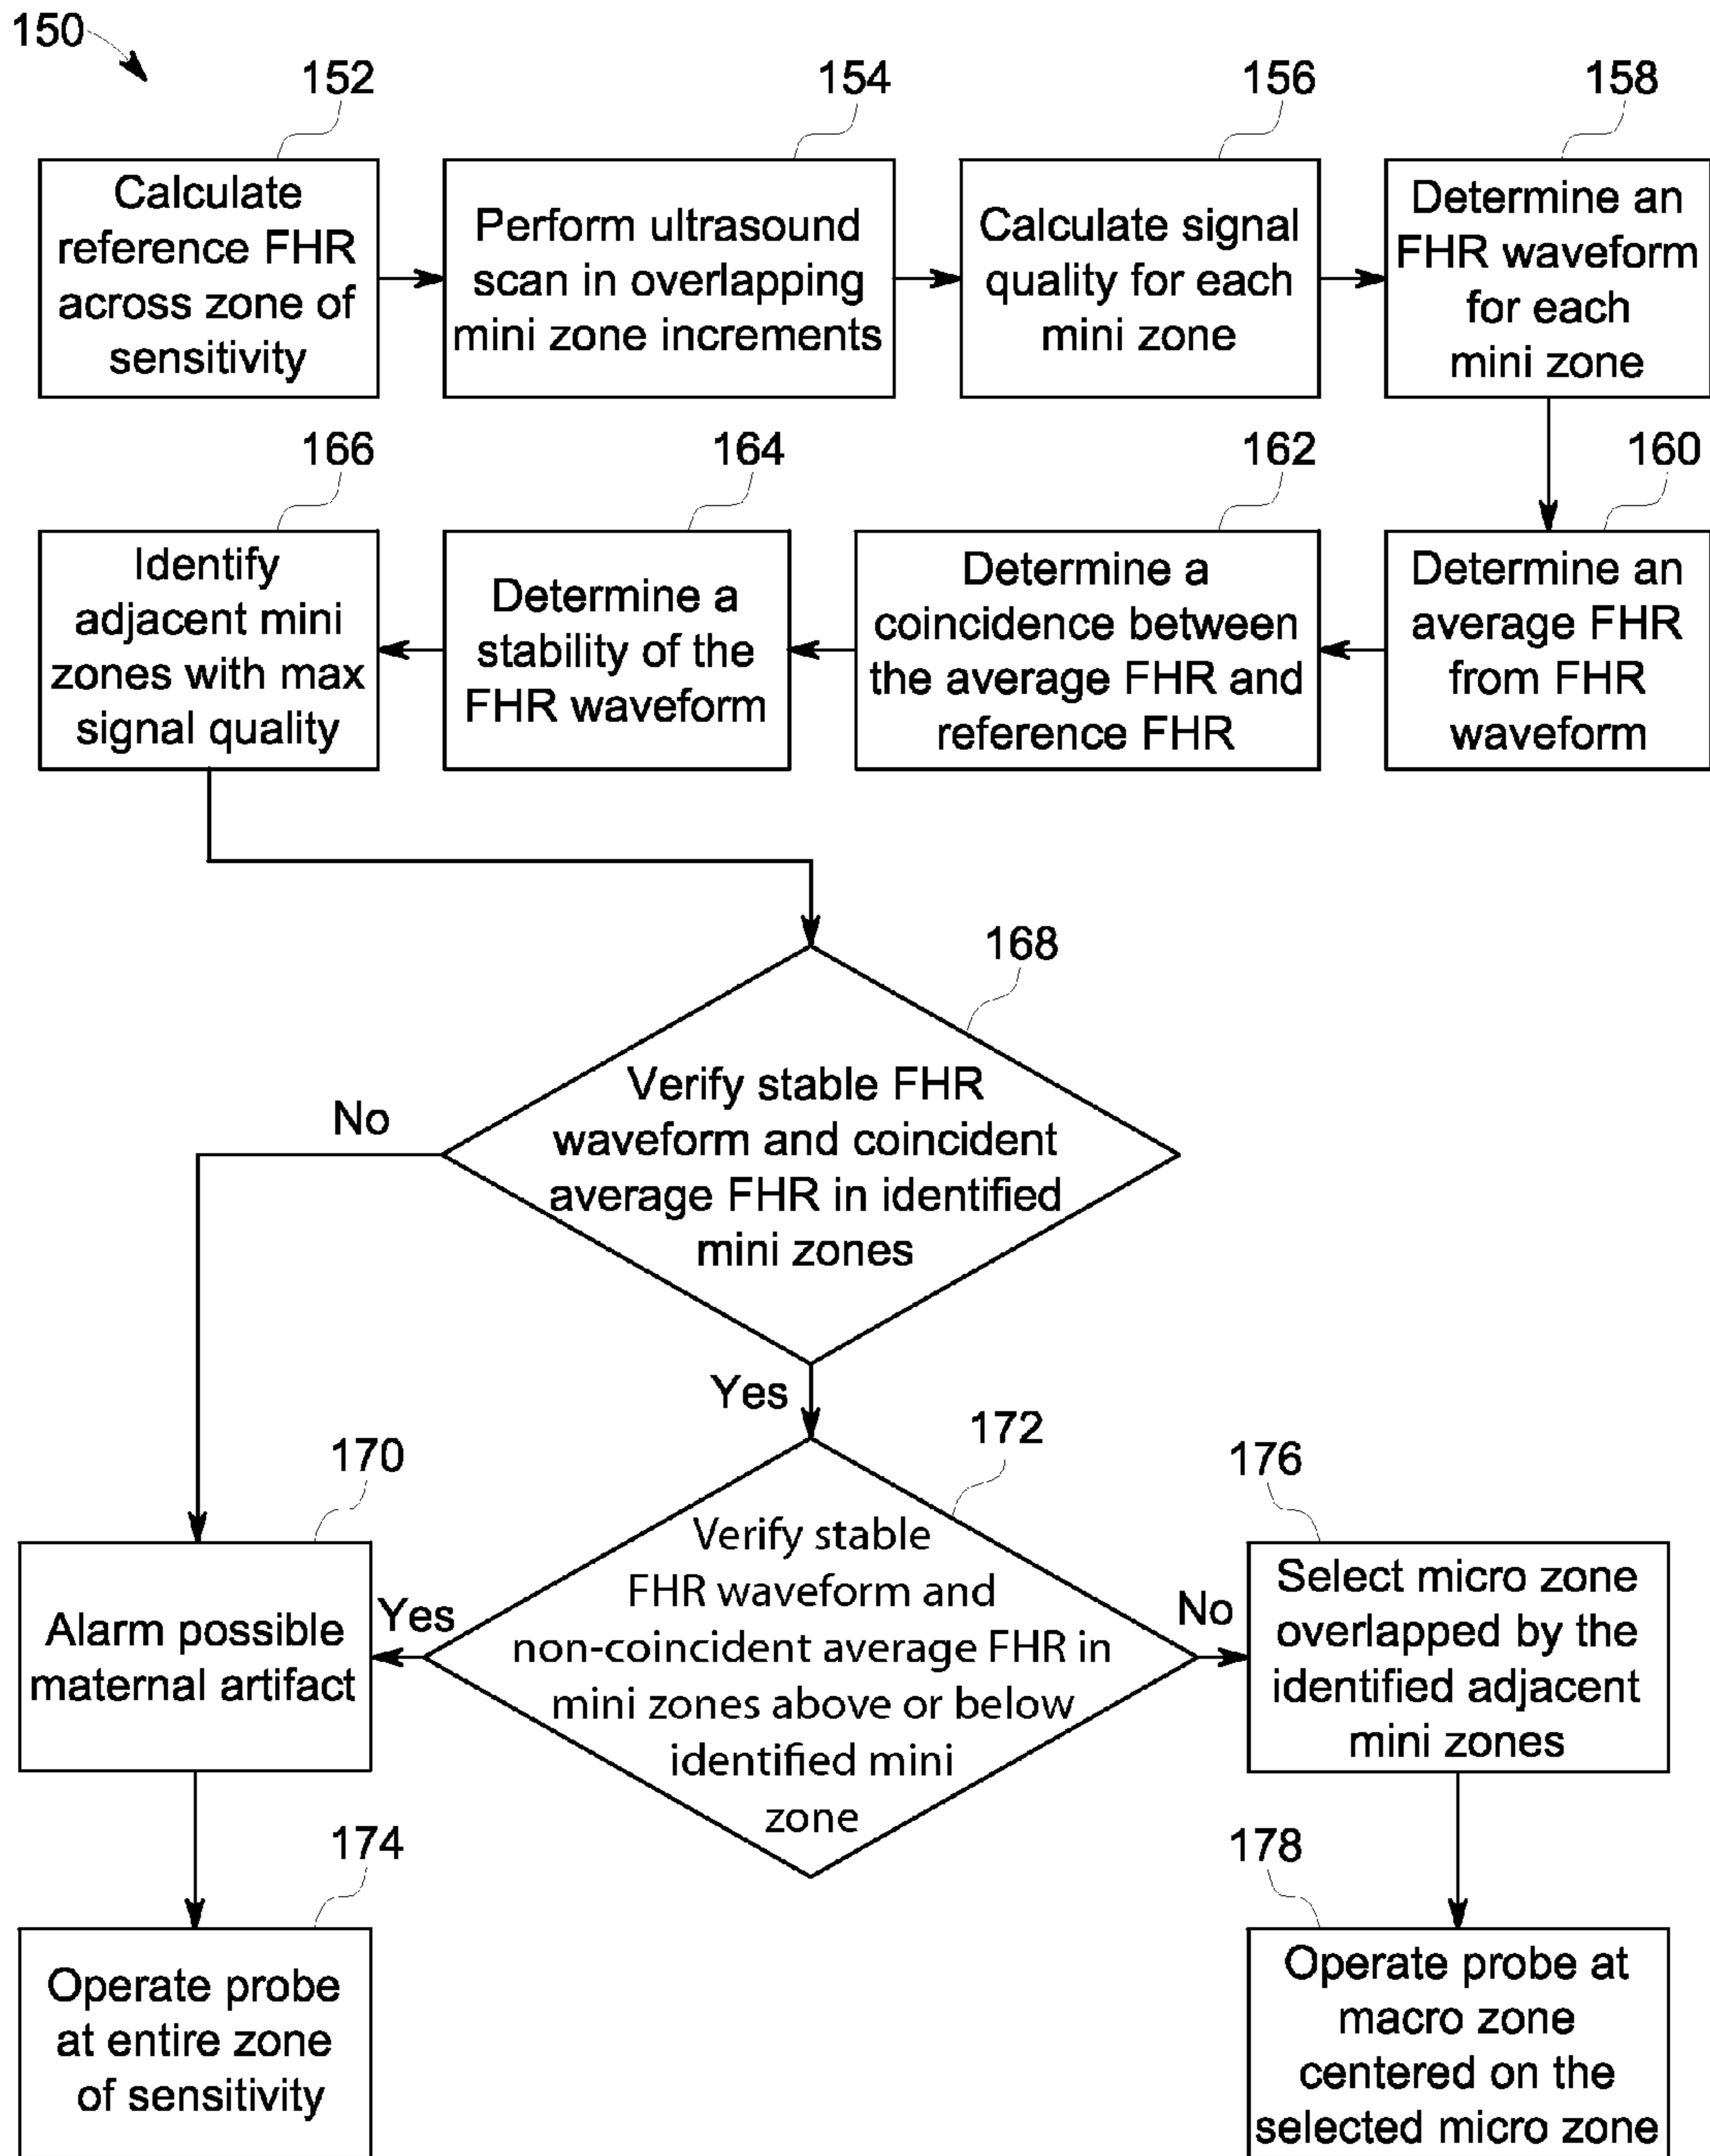 150
152
154
156
158
Calculate
reference FHR
across zone of
sensitivity
Perform ultrasound
scan in overlapping
mini zone increments
Calculate signal
quality for each
mini zone
Determine an
FHR waveform
for each
mini zone
166
164
162
160
Identify
adjacent mini
zones with max
signal quality
Determine a
stability of the
FHR waveform
Determine a
coincidence between
the average FHR and
reference FHR
Determine an
average FHR
from FHR
waveform
168
Verify stable FHR
waveform and coincident
average FHR in identified
mini zones
No
Yes
170
172
176
Alarm possible
maternal artifact
Yes
Verify stable
FHR waveform and
non-coincident average FHR in
mini zones above or below
identified mini
zone
No
Select micro zone
overlapped by the
identified adjacent
mini zones
174
178
Operate probe
at entire zone
of sensitivity
Operate probe at
macro zone
centered on the
selected micro zone